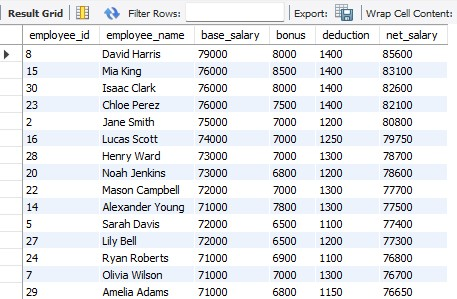 Result Grid Filter Rows: Export: Wrap Cell Content:
employee_id employee_name base_salary bonus deduction net_salary
8 David Harris 79000 8000 1400 85600
15 Mia King 76000 8500 1400 83100
30 Isaac Clark 76000 8000 1400 82600
23 Chloe Perez 76000 7500 1400 82100
2 Jane Smith 75000 7000 1200 80800
16 Lucas Scott 74000 7000 1250 79750
28 Henry Ward 73000 7000 1300 78700
20 Noah Jenkins 73000 6800 1200 78600
22 Mason Campbell 72000 7000 1300 77700
14 Alexander Young 71000 7800 1300 77500
5 Sarah Davis 72000 6500 1100 77400
27 Lily Bell 72000 6500 1200 77300
24 Ryan Roberts 71000 6900 1100 76800
7 Olivia Wilson 71000 7000 1300 76700
29 Amelia Adams 71000 6800 1150 76650